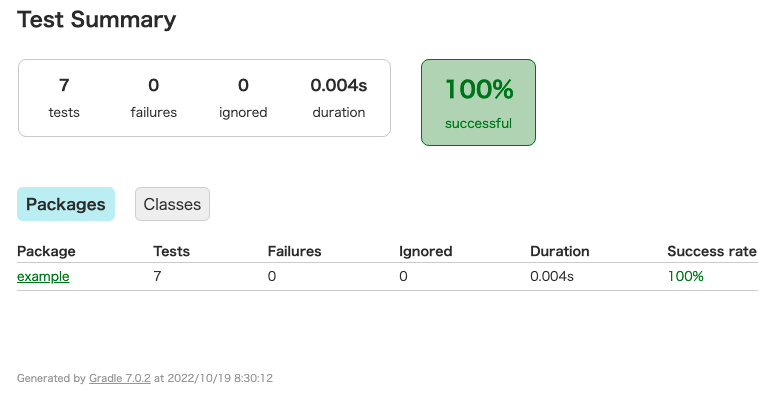 Test Summary
7 0 0 0.004s 100%
tests failures ignored duration successful
Packages Classes
Package Tests Failures Ignored Duration Success rate
example 7 0 0 0.004s 100%
Generated by Gradle 7.0.2 at 2022/10/19 8:30:12